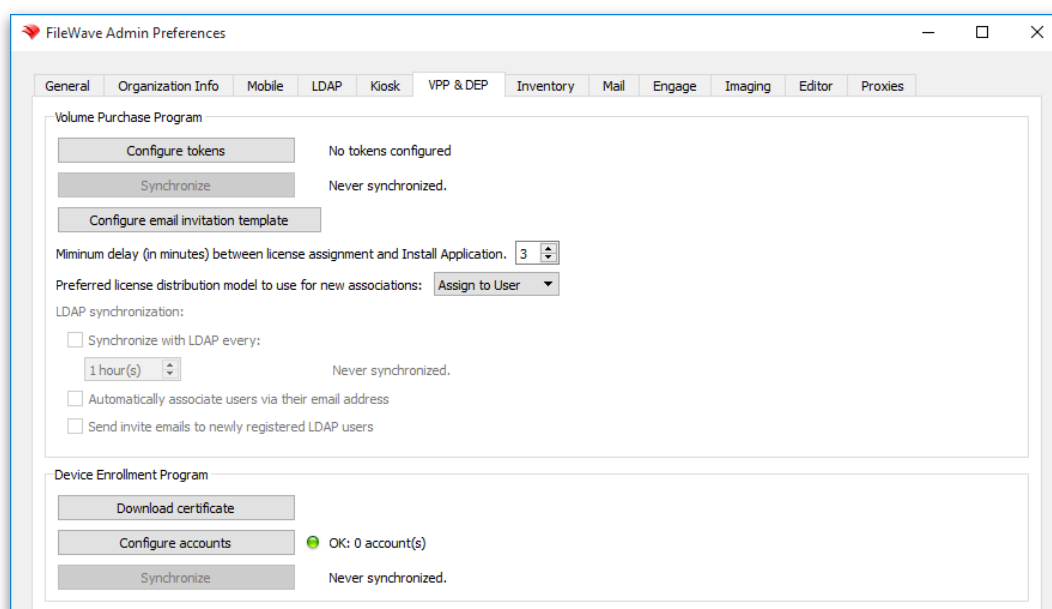 FileWave Admin Preferences
General Organization Info Mobile LDAP Kiosk VPP & DEP Inventory Mail Engage Imaging Editor Proxies
Volume Purchase Program
Configure tokens No tokens configured
Synchronize Never synchronized.
Configure email invitation template
Miminum delay (in minutes) between license assignment and Install Application. 3
Preferred license distribution model to use for new associations: Assign to User
LDAP synchronization:
Synchronize with LDAP every:
1 hour(s) Never synchronized.
Automatically associate users via their email address
Send invite emails to newly registered LDAP users
Device Enrollment Program
Download certificate
Configure accounts OK: 0 account(s)
Synchronize Never synchronized.